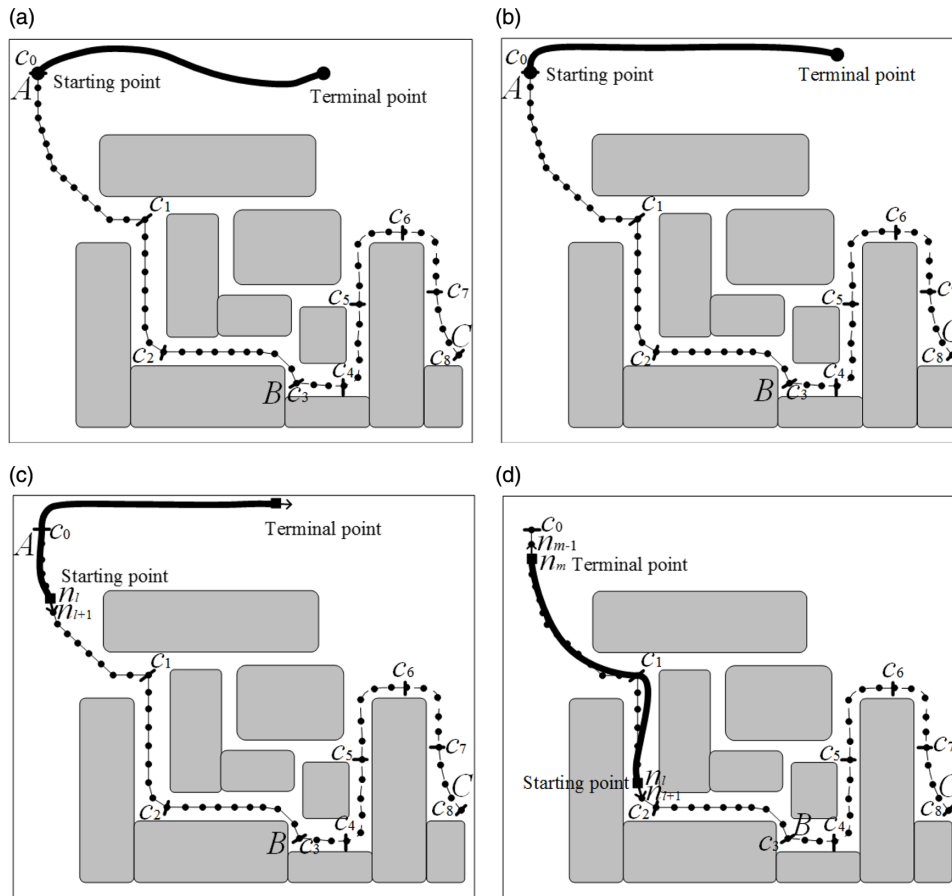 (a)
c0
A
Starting point
Terminal point
c1
c6
c5
c7
c2
C
c8
c4
B
c3
(b)
c0
A
Starting point
Terminal point
c1
c6
c5
c
c2
C
c8
c4
B
c3
(c)
A
c0
Terminal point
Starting point
nl
nl+1
c1
c6
c5
c7
C
c2
c8
B
c3
c4
(d)
c0
nm-1
nm Terminal point
c1
c6
c5
c7
Starting point
nl
nl+1
C
c2
c8
B
c4
c3